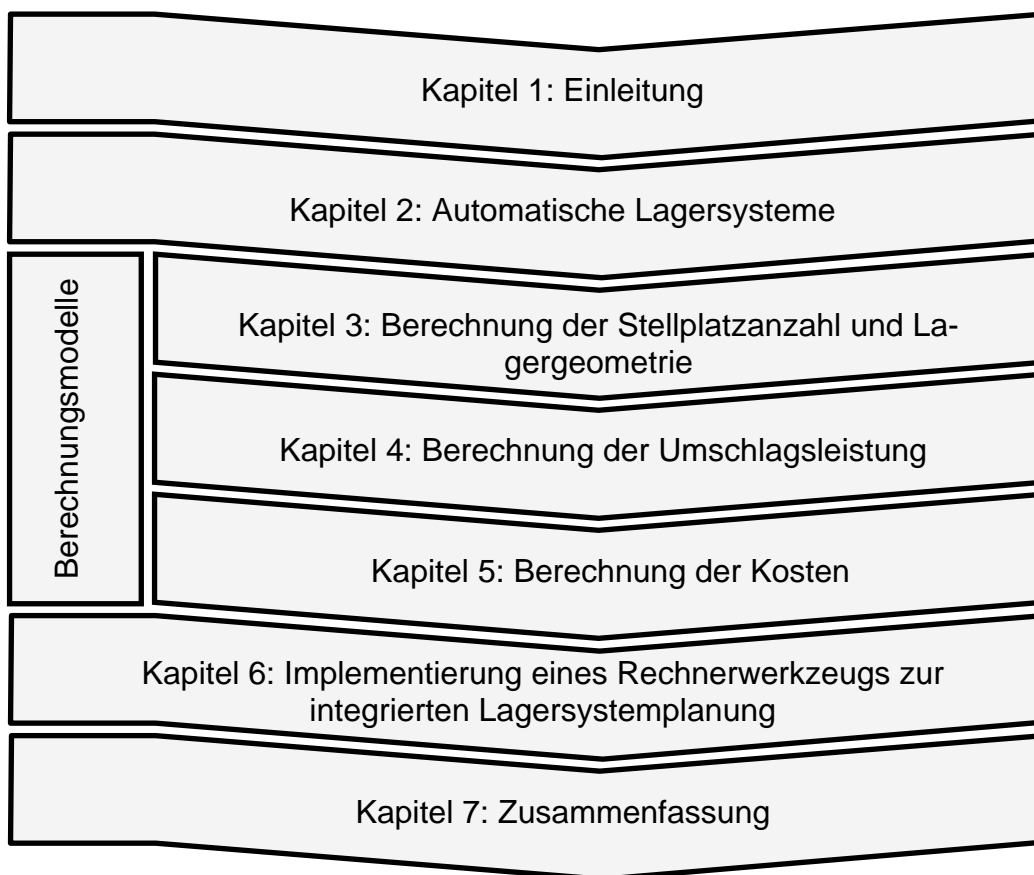 Kapitel 1: Einleitung
Kapitel 2: Automatische Lagersysteme
Berechnungsmodelle
Kapitel 3: Berechnung der Stellplatzanzahl und La-
gergeometrie
Kapitel 4: Berechnung der Umschlagsleistung
Kapitel 5: Berechnung der Kosten
Kapitel 6: Implementierung eines Rechnerwerkzeugs zur
integrierten Lagersystemplanung
Kapitel 7: Zusammenfassung